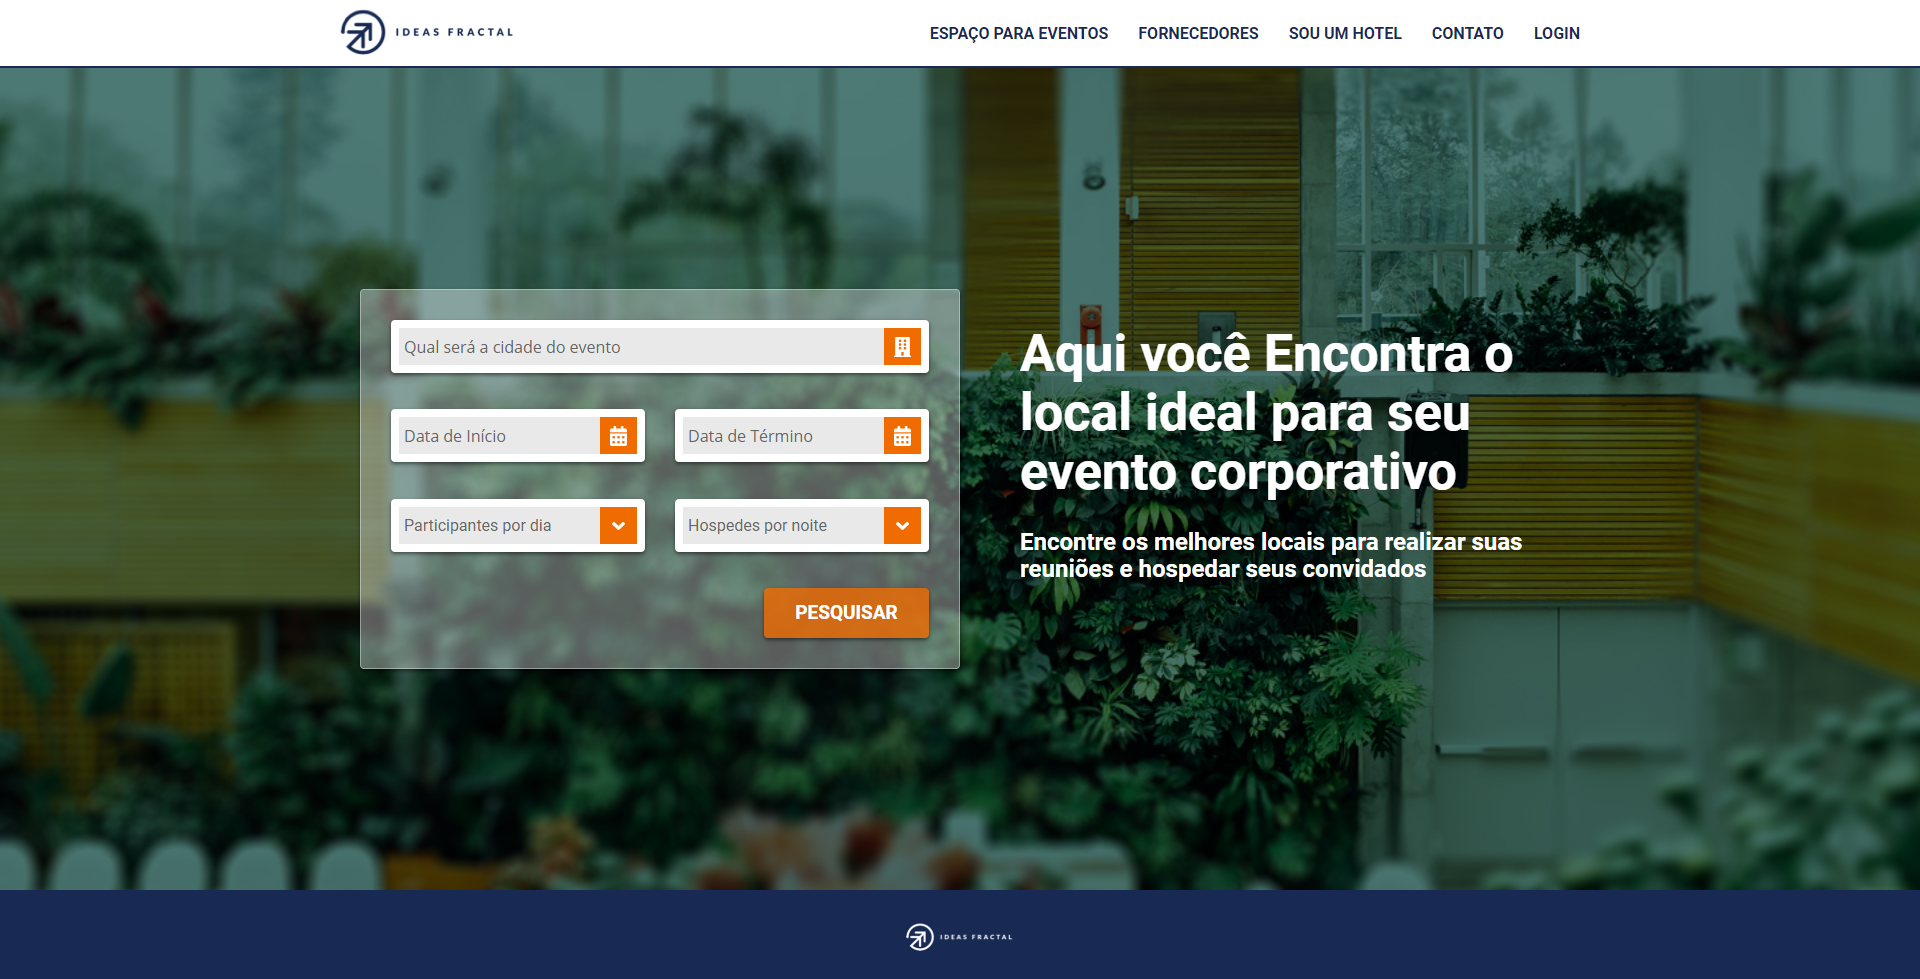 IDEAS FRACTAL
ESPAÇO PARA EVENTOS FORNECEDORES SOU UM HOTEL CONTATO LOGIN
Qual será a cidade do evento
Data de Início Data de Término
Participantes por dia Hospedes por noite
PESQUISAR
Aqui você Encontra o
local ideal para seu
evento corporativo
Encontre os melhores locais para realizar suas
reuniões e hospedar seus convidados
IDEAS FRACTAL